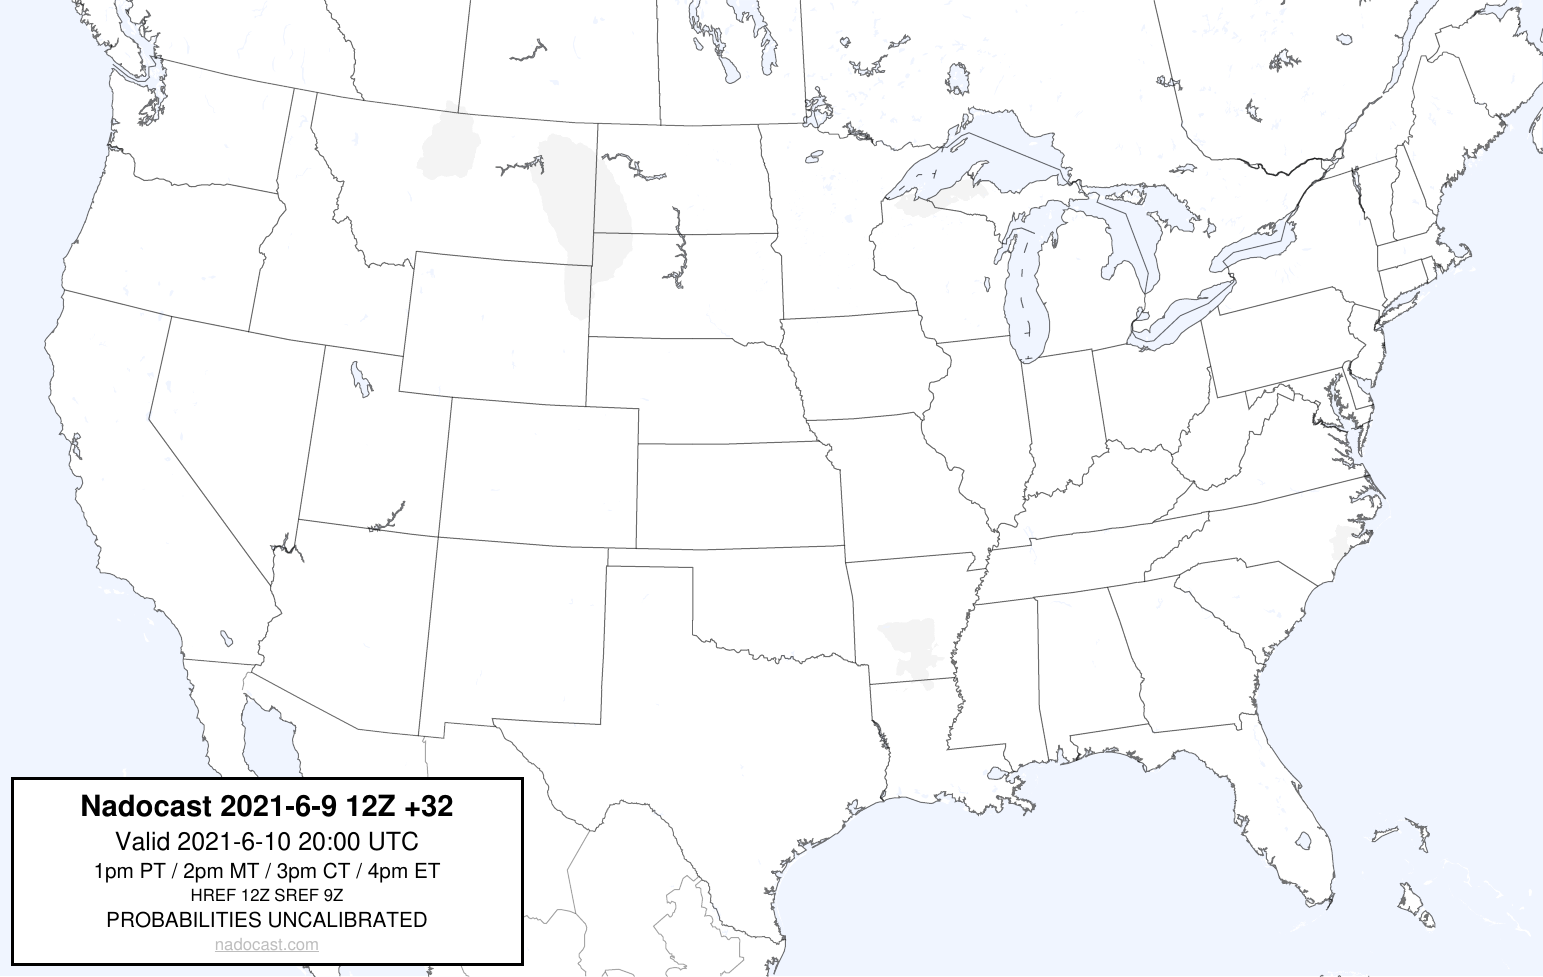 Nadocast 2021-6-9 12Z +32
Valid 2021-6-10 20:00 UTC
1pm PT / 2pm MT / 3pm CT / 4pm ET
HREF 12Z SREF 9Z
PROBABILITIES UNCALIBRATED
nadocast.com